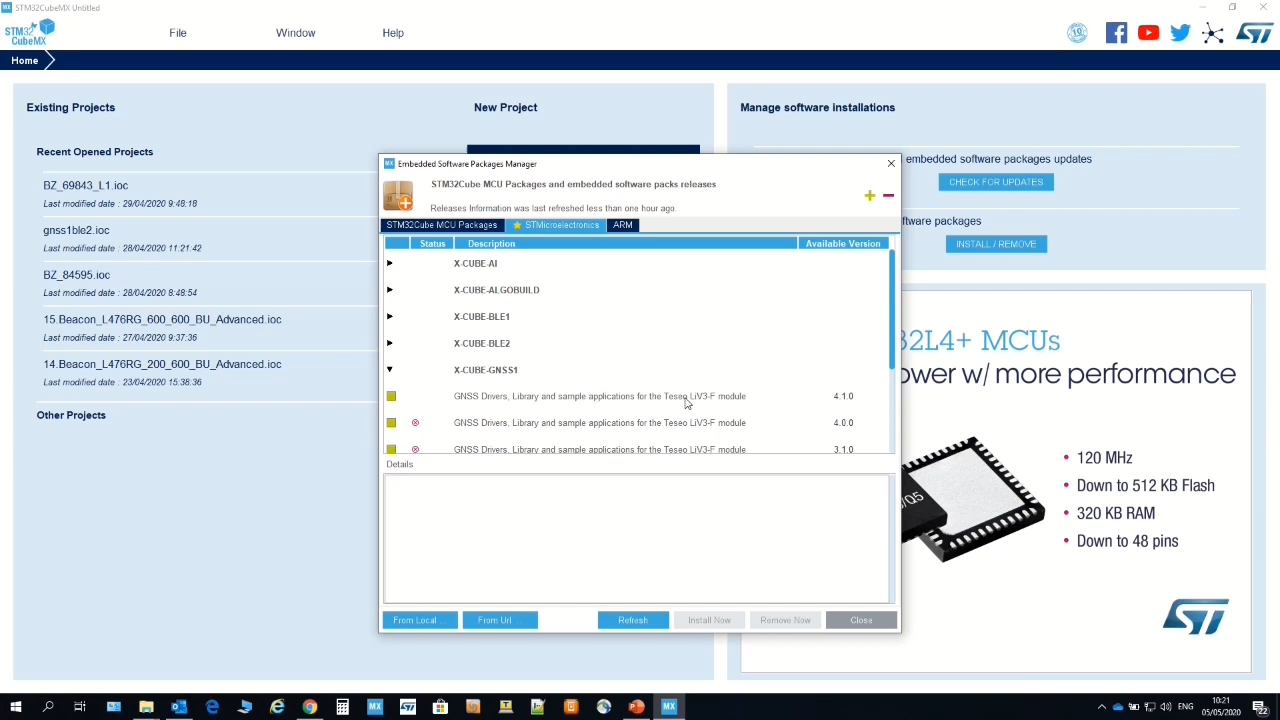 STM32CubeMX Untitled
STM32
CubeMX
File
Window
Help
10
ST
Home
Existing Projects
New Project
Manage software installations
Recent Opened Projects
BZ_69843_L1.ioc
Last modified date : 29/04/2020 9:49:48
gnss1ble2.ioc
Last modified date : 28/04/2020 11:21:42
BZ_84595.ioc
Last modified date : 28/04/2020 8:48:54
15.Beacon_L476RG_600_600_BU_Advanced.ioc
Last modified date : 27/04/2020 9:37:36
14.Beacon_L476RG_200_600_BU_Advanced.ioc
Last modified date : 23/04/2020 15:38:36
Other Projects
embedded software packages updates
CHECK FOR UPDATES
ftware packages
INSTALL / REMOVE
MX Embedded Software Packages Manager
STM32Cube MCU Packages and embedded software packs releases
Releases Information was last refreshed less than one hour ago.
STM32Cube MCU Packages
STMicroelectronics
ARM
Status Description Available Version
X-CUBE-AI
X-CUBE-ALGOBUILD
X-CUBE-BLE1
X-CUBE-BLE2
X-CUBE-GNSS1
GNSS Drivers, Library and sample applications for the Teseo LiV3-F module 4.1.0
GNSS Drivers, Library and sample applications for the Teseo LiV3-F module 4.0.0
GNSS Drivers, Library and sample applications for the Teseo LiV3-F module 3.1.0
Details
From Local ...
From Url ...
Refresh
Install Now
Remove Now
Close
32L4+ MCUs
ower w/ more performance
/Q5
• 120 MHz
• Down to 512 KB Flash
• 320 KB RAM
• Down to 48 pins
ST
ENG
10:21
05/05/2020
22